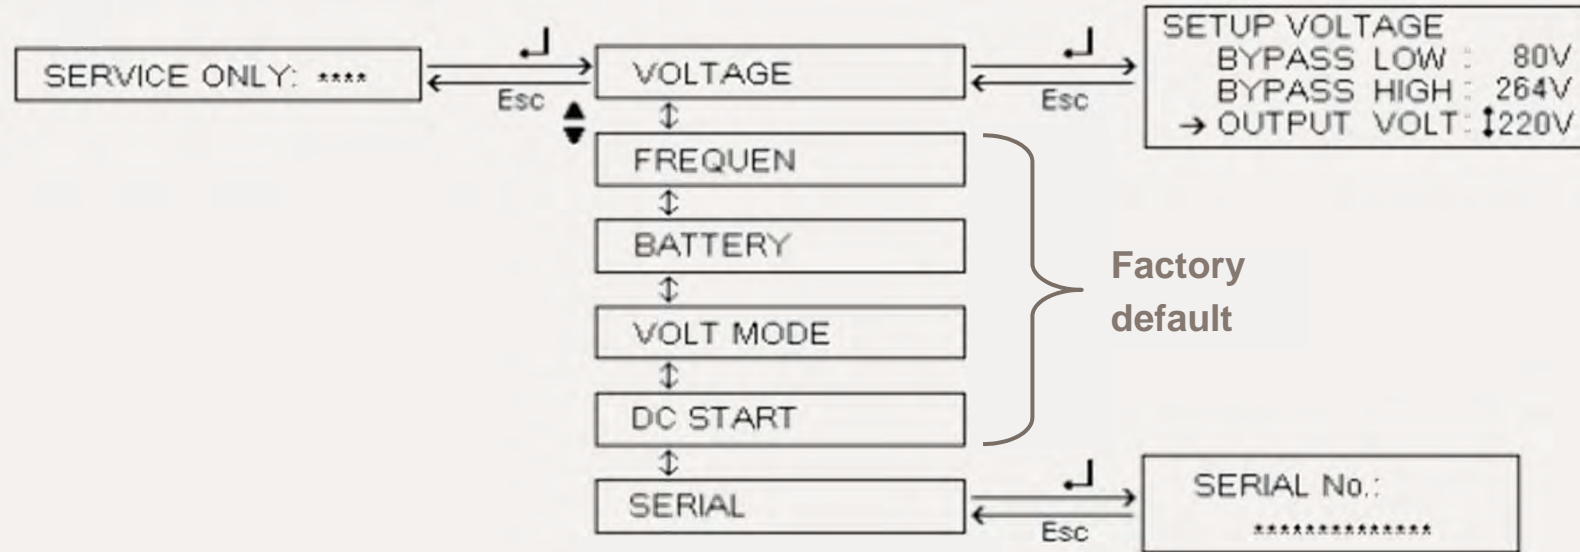 SERVICE ONLY: ****
Esc
VOLTAGE
Esc
SETUP VOLTAGE
BYPASS LOW : 80V
BYPASS HIGH : 264V
→ OUTPUT VOLT: ↕220V
FREQUEN
BATTERY
VOLT MODE
DC START
Factory
default
SERIAL
Esc
SERIAL No.:
**************